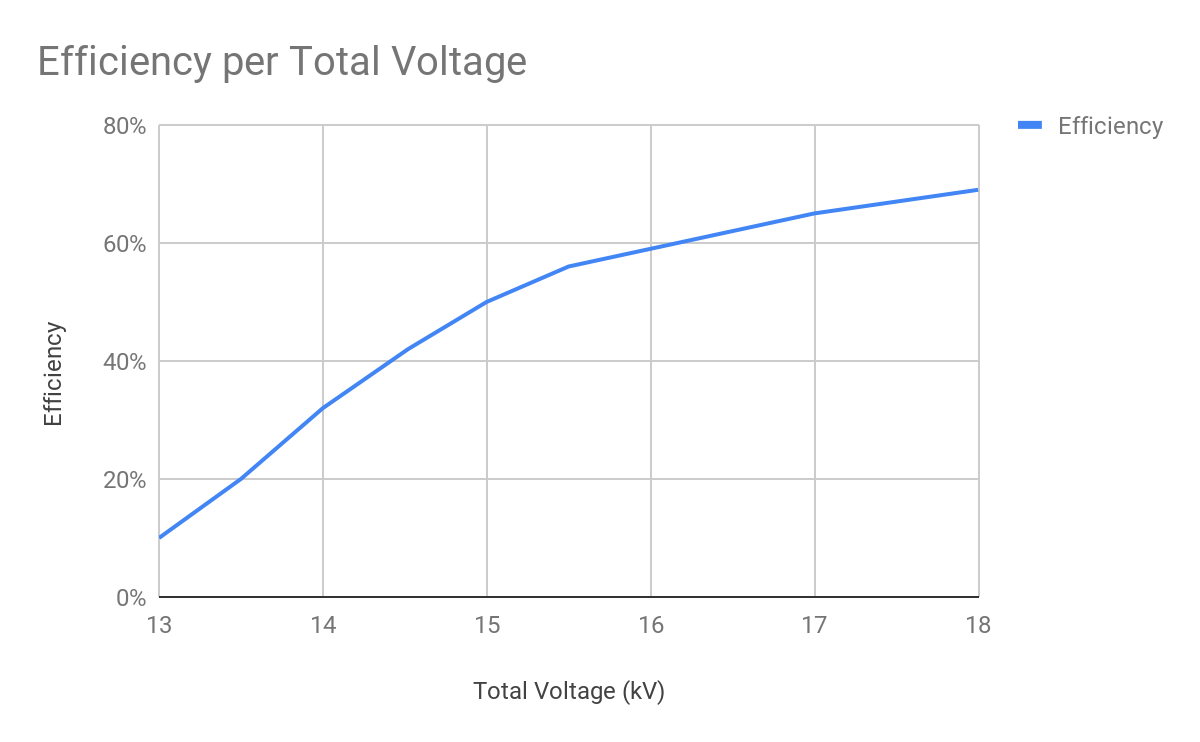 Efficiency per Total Voltage
Efficiency
80%
60%
40%
20%
0%
Efficiency
13 14 15 16 17 18
Total Voltage (kV)